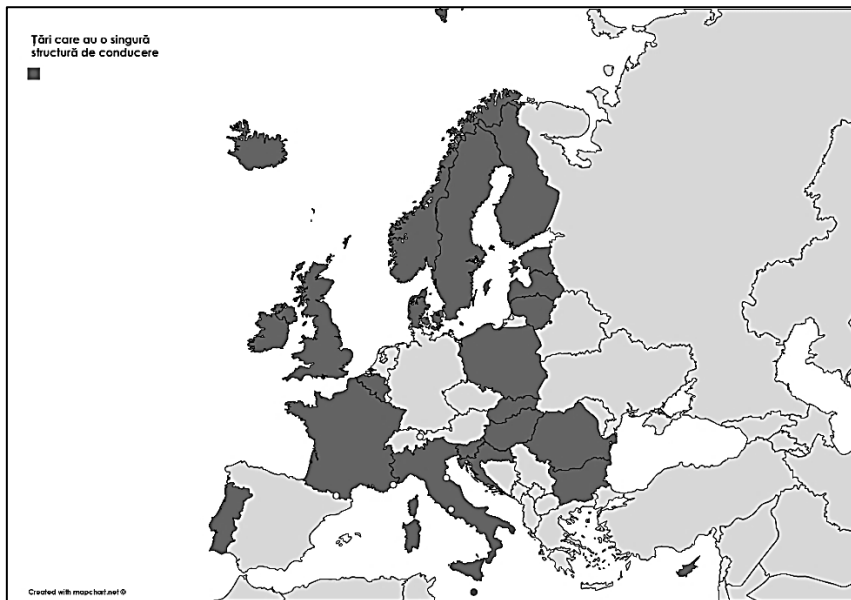 Țări care au o singură
structură de conducere
Created with mapchart.net ©